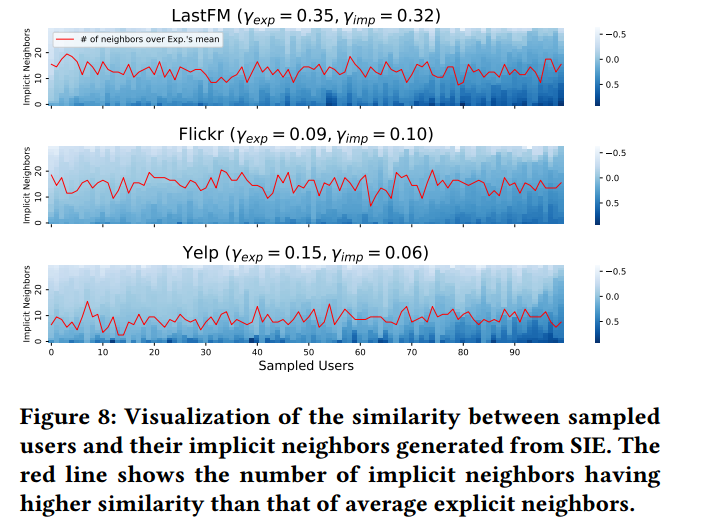 LastFM (γexp = 0.35, γimp = 0.32)
Implicit Neighbors
20
10
0
# of neighbors over Exp.'s mean
−0.5
0.0
0.5
Flickr (γexp = 0.09, γimp = 0.10)
Implicit Neighbors
20
10
0
−0.5
0.0
0.5
Yelp (γexp = 0.15, γimp = 0.06)
Implicit Neighbors
20
10
0
−0.5
0.0
0.5
0 10 20 30 40 50 60 70 80 90
Sampled Users
Figure 8: Visualization of the similarity between sampled
users and their implicit neighbors generated from SIE. The
red line shows the number of implicit neighbors having
higher similarity than that of average explicit neighbors.